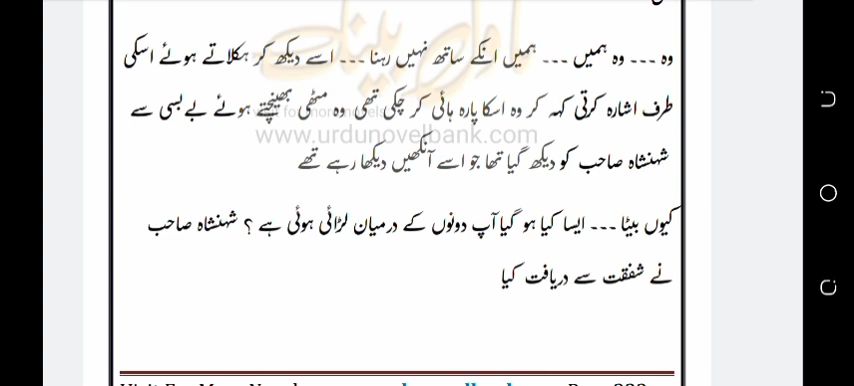 وہ --- وہ ہمیں --- ہمیں انکے ساتھ نہیں رہنا --- اسے دیکھ کر ہکلاتے ہوئے اسکی
طرف اشارہ کرتی کہہ کر وہ اسکا پارہ ہائی کر چکی تھی وہ مٹھی بھینچتے ہوئے بے بسی سے
www.urdunovelbank.com
شہنشاہ صاحب کو دیکھ گیا تھا جو اسے آنکھیں دیکھا رہے تھے
کیوں بیٹا --- ایسا کیا ہو گیا آپ دونوں کے درمیان لڑائی ہوئی ہے ؟ شہنشاہ صاحب
نے شفقت سے دریافت کیا